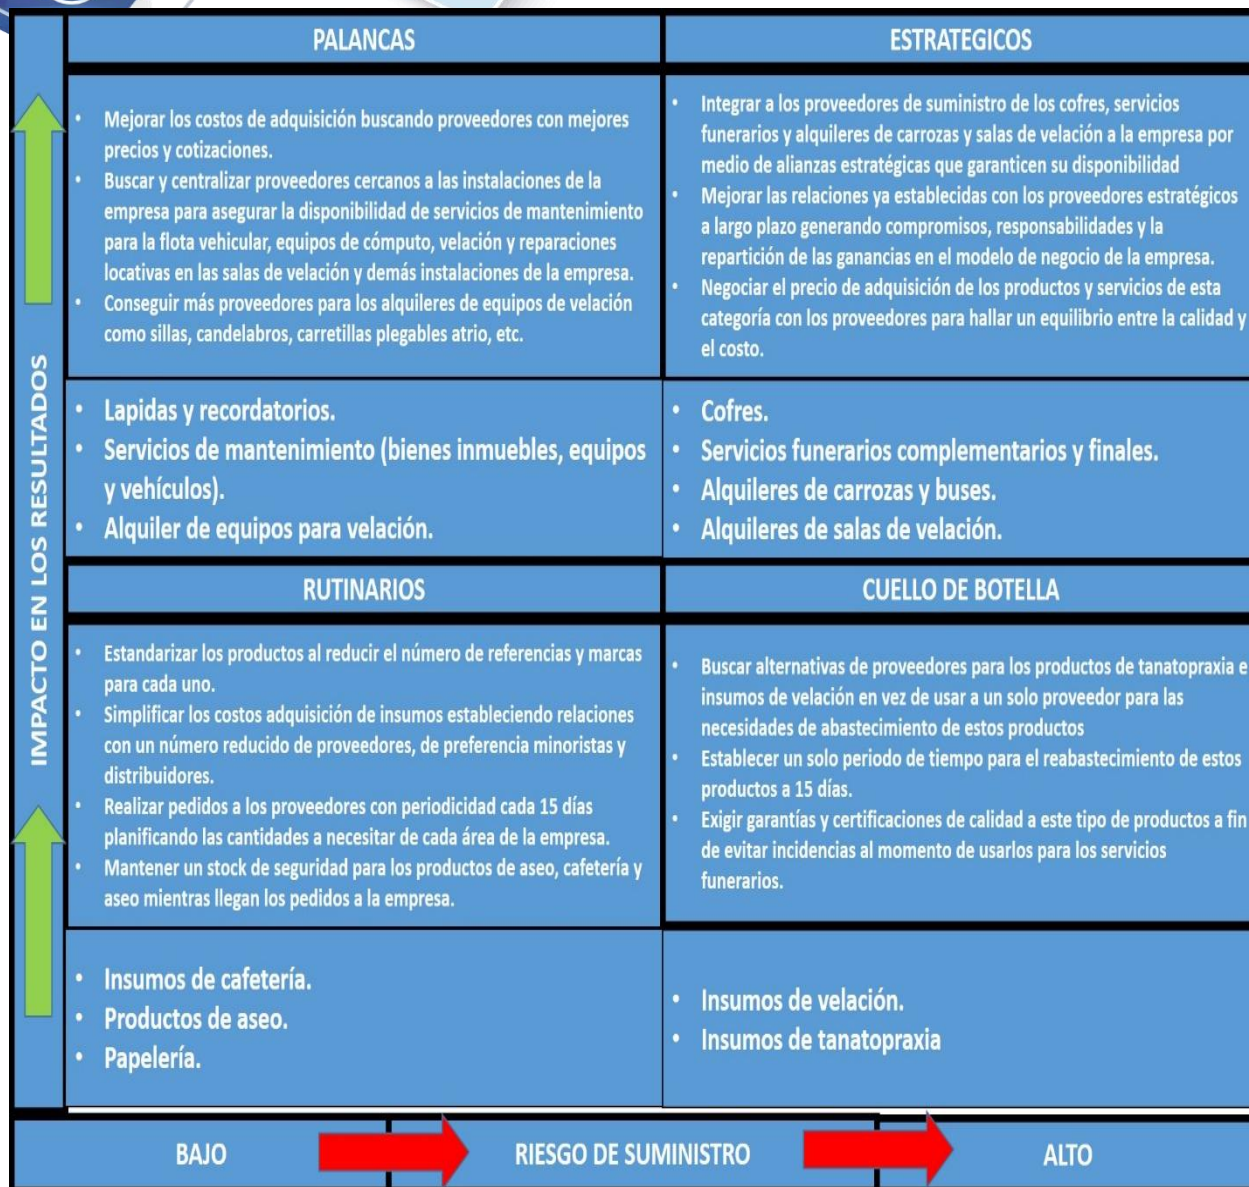 PALANCAS
ESTRATEGICOS
• Mejorar los costos de adquisición buscando proveedores con mejores
precios y cotizaciones.
• Buscar y centralizar proveedores cercanos a las instalaciones de la
empresa para asegurar la disponibilidad de servicios de mantenimiento
para la flota vehicular, equipos de cómputo, velación y reparaciones
locativas en las salas de velación y demás instalaciones de la empresa.
• Conseguir más proveedores para los alquileres de equipos de velación
como sillas, candelabros, carretillas plegables atrio, etc.
• Integrar a los proveedores de suministro de los cofres, servicios
funerarios y alquileres de carrozas y salas de velación a la empresa por
medio de alianzas estratégicas que garanticen su disponibilidad
• Mejorar las relaciones ya establecidas con los proveedores estratégicos
a largo plazo generando compromisos, responsabilidades y la
repartición de las ganancias en el modelo de negocio de la empresa.
• Negociar el precio de adquisición de los productos y servicios de esta
categoría con los proveedores para hallar un equilibrio entre la calidad y
el costo.
• Lapidas y recordatorios.
• Servicios de mantenimiento (bienes inmuebles, equipos
y vehículos).
• Alquiler de equipos para velación.
• Cofres.
• Servicios funerarios complementarios y finales.
• Alquileres de carrozas y buses.
• Alquileres de salas de velación.
IMPACTO EN LOS RESULTADOS
RUTINARIOS
CUELLO DE BOTELLA
• Estandarizar los productos al reducir el número de referencias y marcas
para cada uno.
• Simplificar los costos adquisición de insumos estableciendo relaciones
con un número reducido de proveedores, de preferencia minoristas y
distribuidores.
• Realizar pedidos a los proveedores con periodicidad cada 15 días
planificando las cantidades a necesitar de cada área de la empresa.
• Mantener un stock de seguridad para los productos de aseo, cafetería y
aseo mientras llegan los pedidos a la empresa.
• Buscar alternativas de proveedores para los productos de tanatopraxia e
insumos de velación en vez de usar a un solo proveedor para las
necesidades de abastecimiento de estos productos
• Establecer un solo periodo de tiempo para el reabastecimiento de estos
productos a 15 días.
• Exigir garantías y certificaciones de calidad a este tipo de productos a fin
de evitar incidencias al momento de usarlos para los servicios
funerarios.
• Insumos de cafetería.
• Productos de aseo.
• Papelería.
• Insumos de velación.
• Insumos de tanatopraxia
BAJO
RIESGO DE SUMINISTRO
ALTO